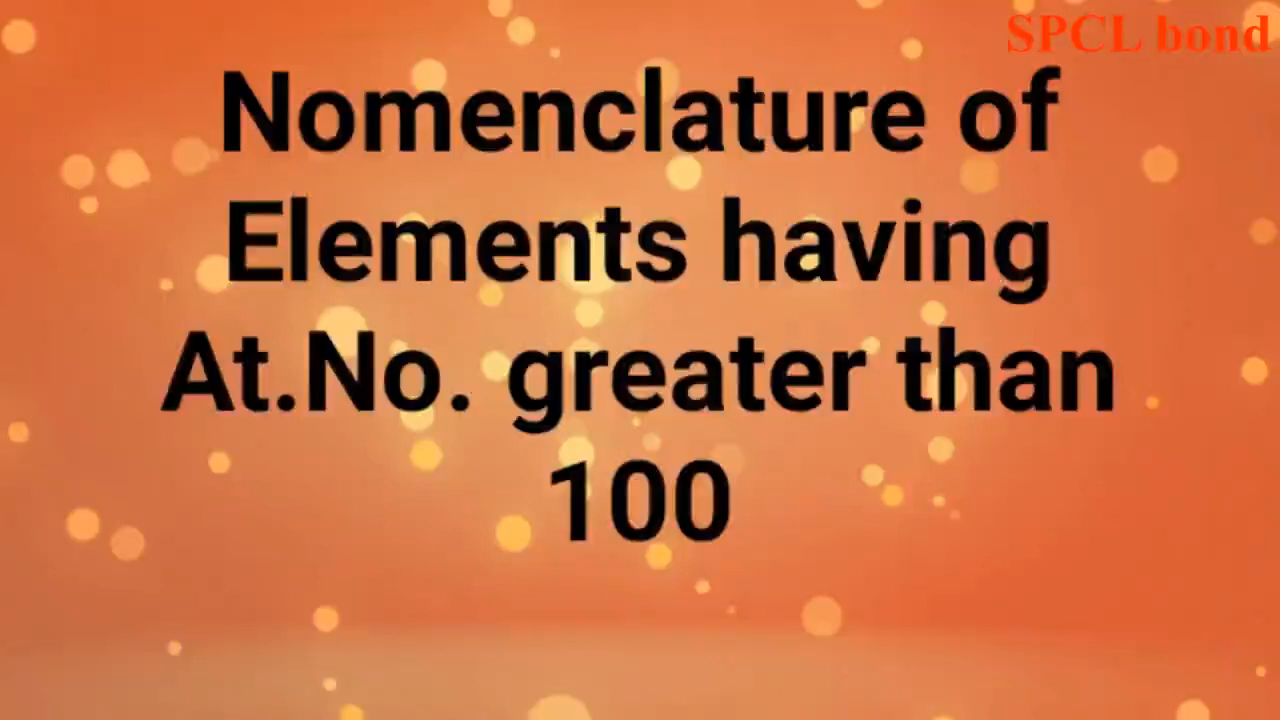 SPCL bond
Nomenclature of
Elements having
At.No. greater than
100